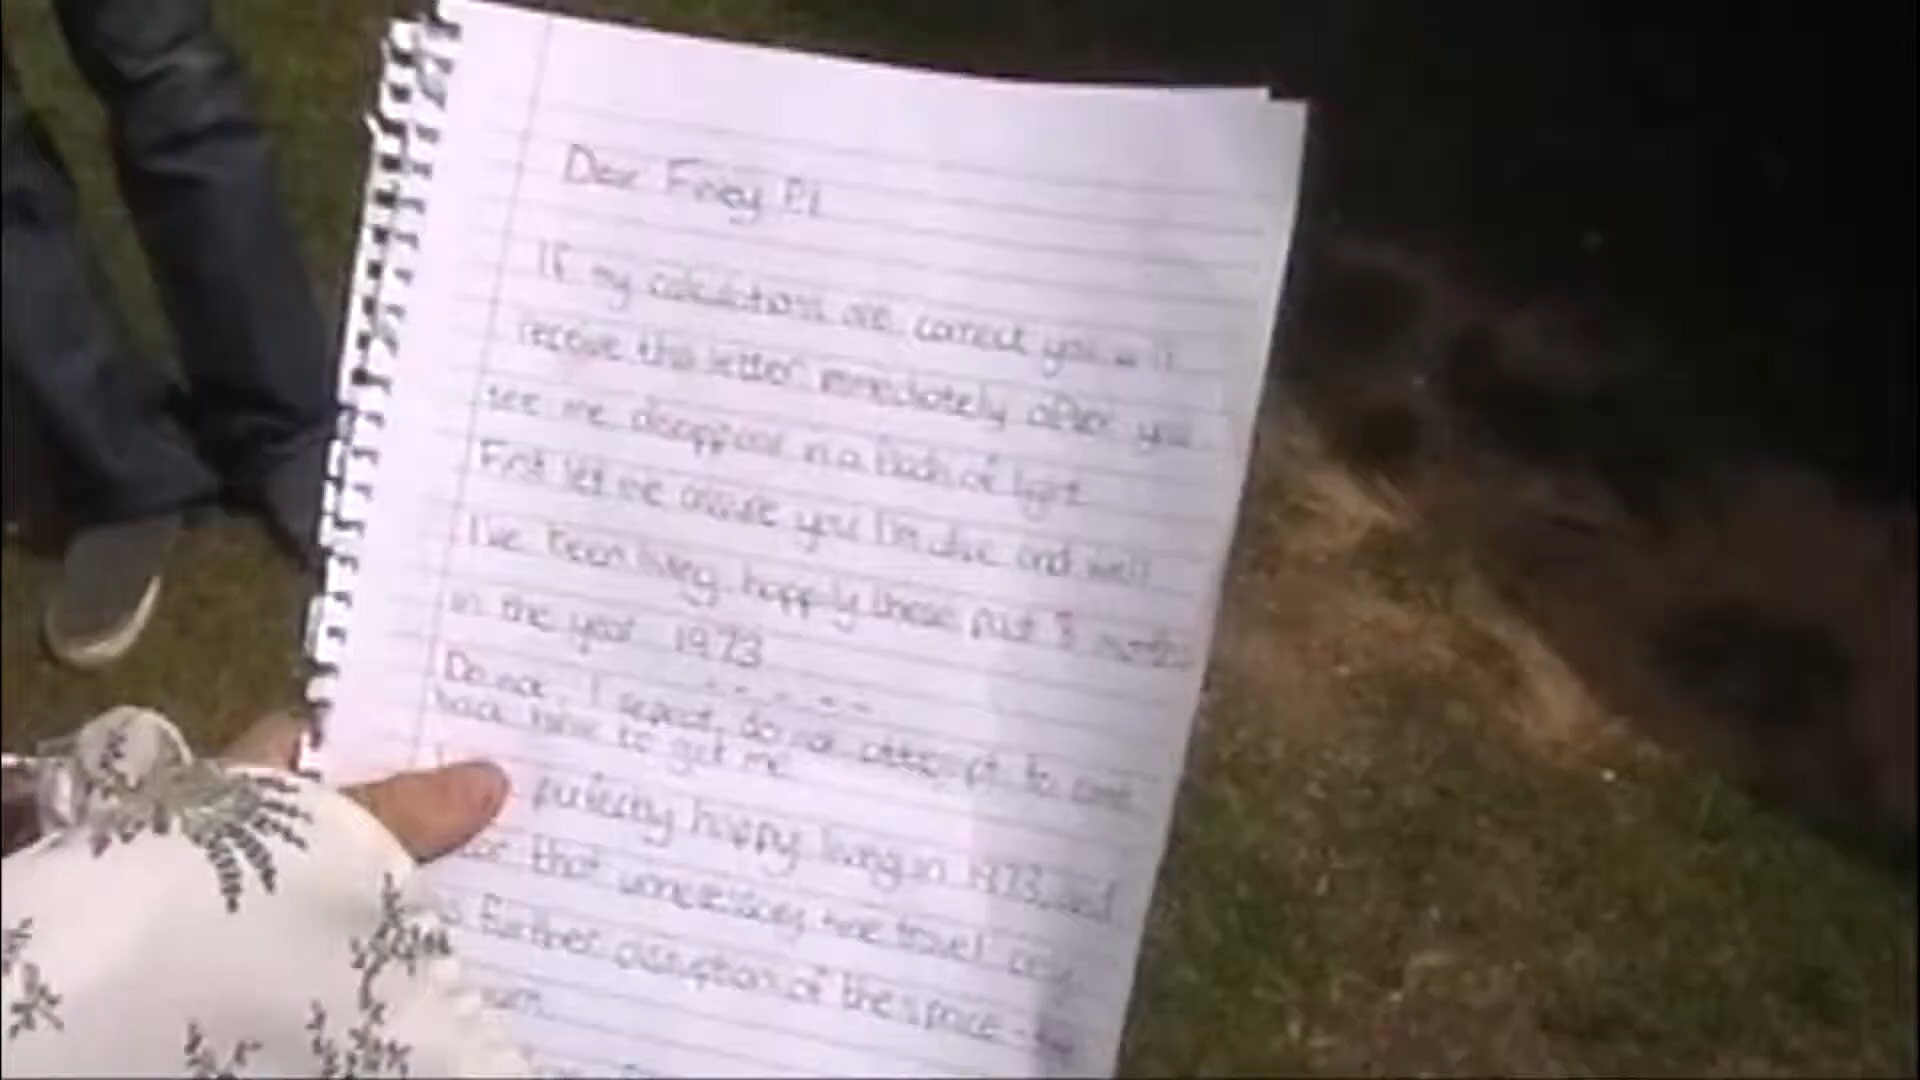 Dear Finley P.I
If my calculations are correct you will
receive this letter immediately after you
see me disappear in a flash of light
First let me assure you I'm alive and well
I've been living happily these past 8 months
in the year 1973
Do not, I repeat, do not attempt to come
back here to get me
perfectly happy living in 1973, and
that unnecessary time travel only
further disruption of the space -